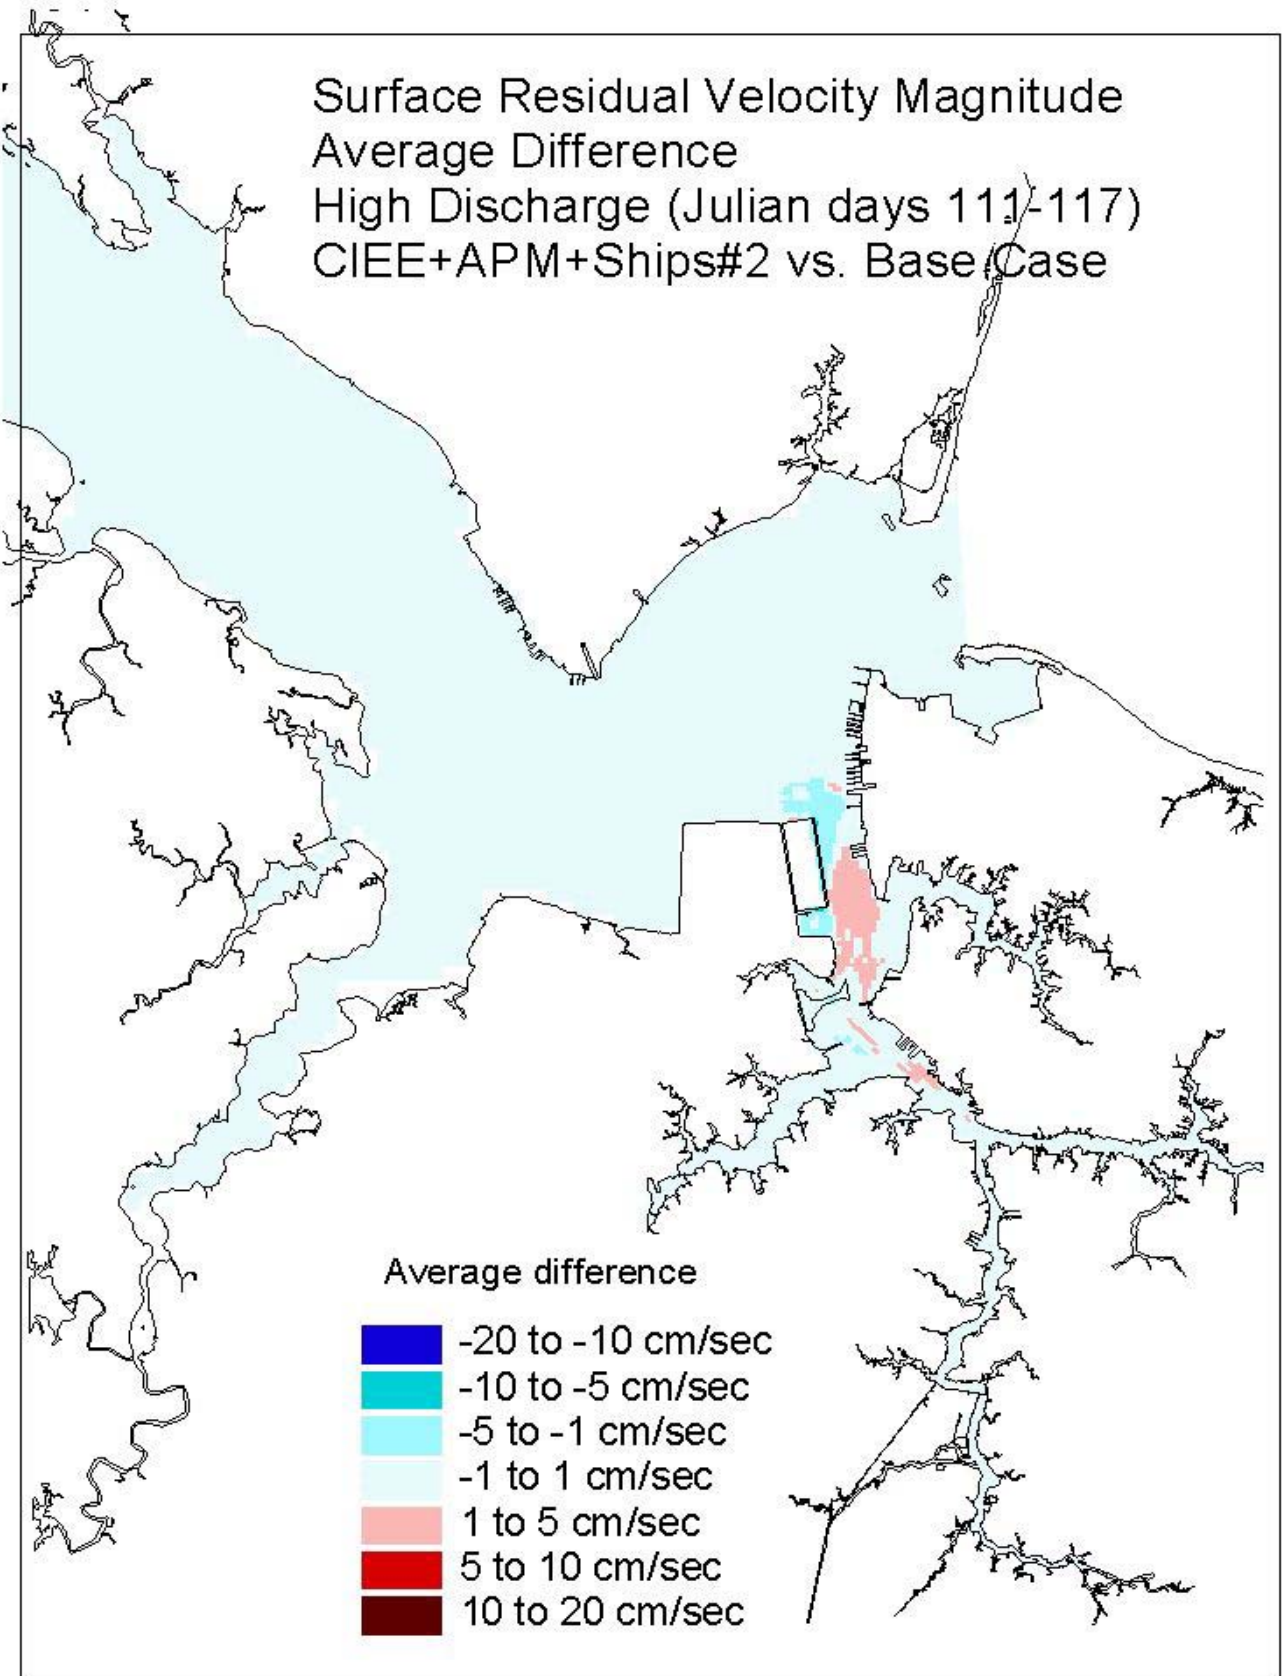 Surface Residual Velocity Magnitude
Average Difference
High Discharge (Julian days 111-117)
CIEE+APM+Ships#2 vs. Base Case
Average difference
-20 to -10 cm/sec
-10 to -5 cm/sec
-5 to -1 cm/sec
-1 to 1 cm/sec
1 to 5 cm/sec
5 to 10 cm/sec
10 to 20 cm/sec